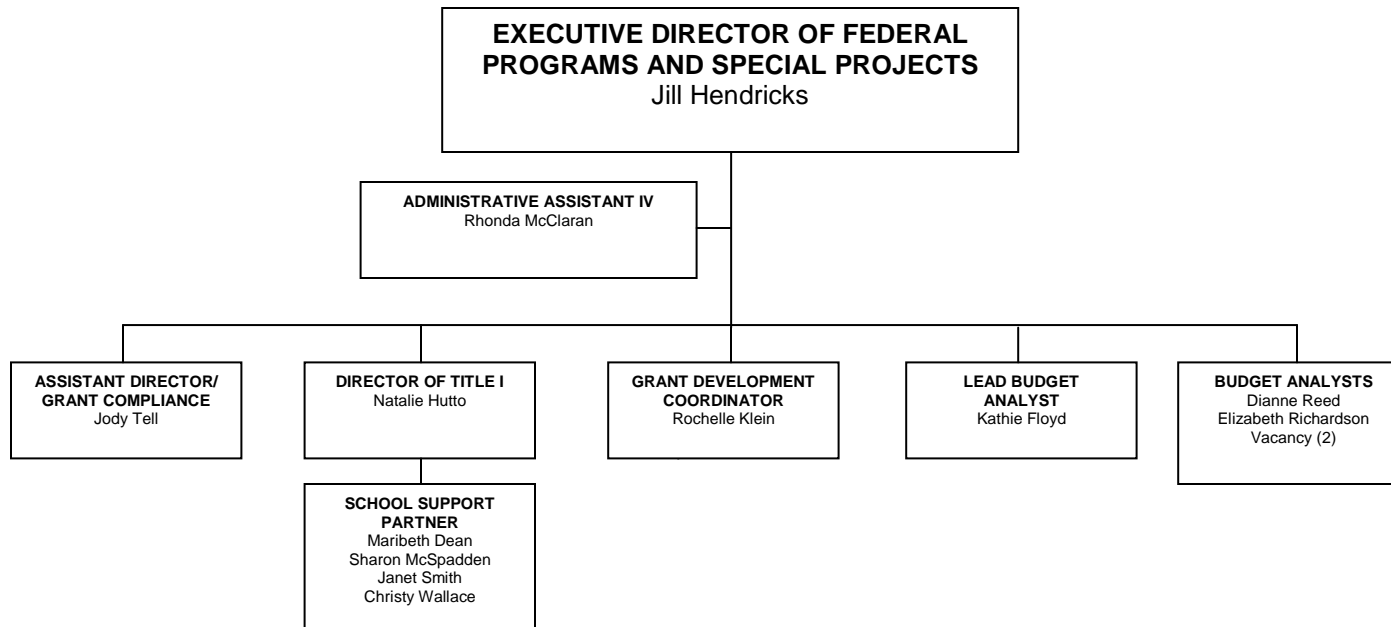 EXECUTIVE DIRECTOR OF FEDERAL
PROGRAMS AND SPECIAL PROJECTS
Jill Hendricks
ADMINISTRATIVE ASSISTANT IV
Rhonda McClaran
ASSISTANT DIRECTOR/
GRANT COMPLIANCE
Jody Tell
DIRECTOR OF TITLE I
Natalie Hutto
GRANT DEVELOPMENT
COORDINATOR
Rochelle Klein
LEAD BUDGET
ANALYST
Kathie Floyd
BUDGET ANALYSTS
Dianne Reed
Elizabeth Richardson
Vacancy (2)
SCHOOL SUPPORT
PARTNER
Maribeth Dean
Sharon McSpadden
Janet Smith
Christy Wallace